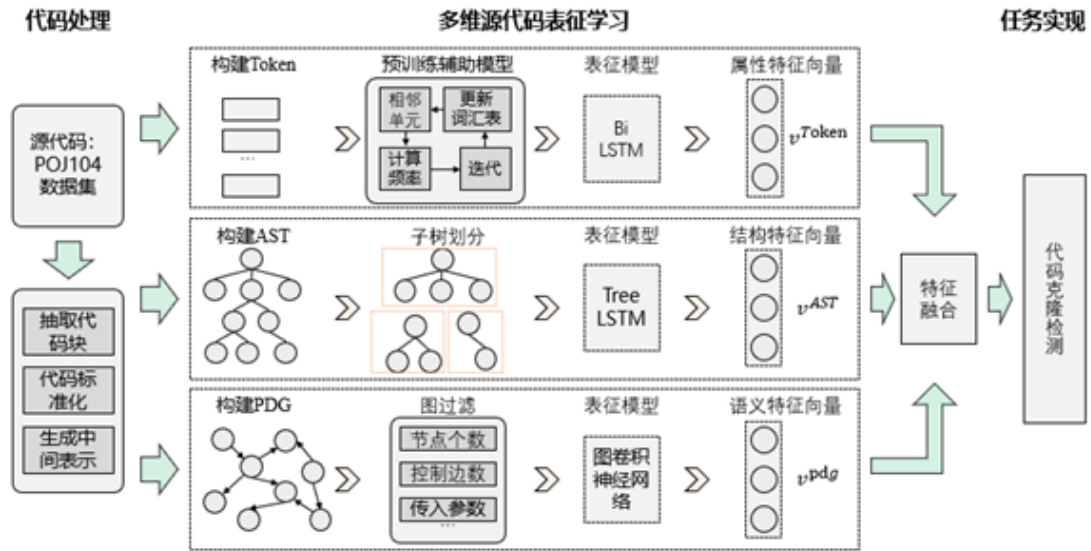 代码处理
多维源代码表征学习
任务实现
源代码：
POJ104
数据集
抽取代
码块
代码标
准化
生成中
间表示
构建Token
...
预训练辅助模型
相邻
单元
更新
词汇表
计算
频率
迭代
表征模型
Bi
LSTM
属性特征向量
v^Token
构建AST
子树划分
表征模型
Tree
LSTM
结构特征向量
v^AST
构建PDG
图过滤
节点个数
控制边数
传入参数
...
表征模型
图卷积
神经网
络
语义特征向量
v^pdg
特征
融合
代码克隆检测